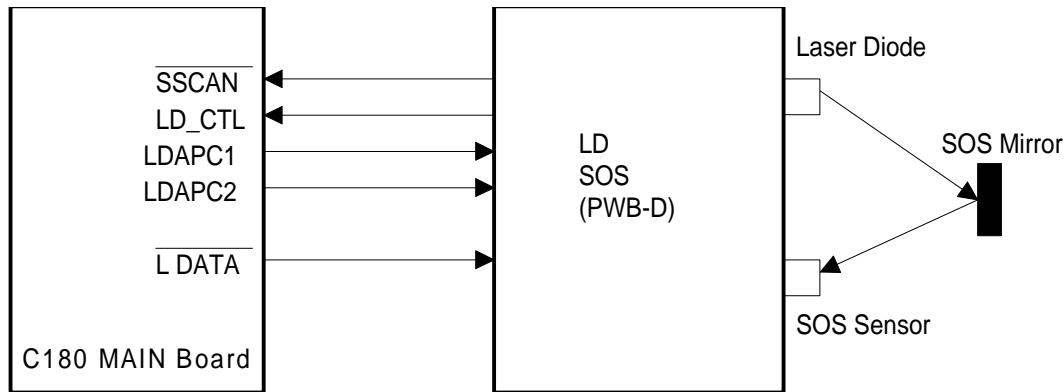 Laser Diode
SSCAN
LD_CTL
LDAPC1
LDAPC2
L DATA
C180 MAIN Board
LD
SOS
(PWB-D)
SOS Mirror
SOS Sensor